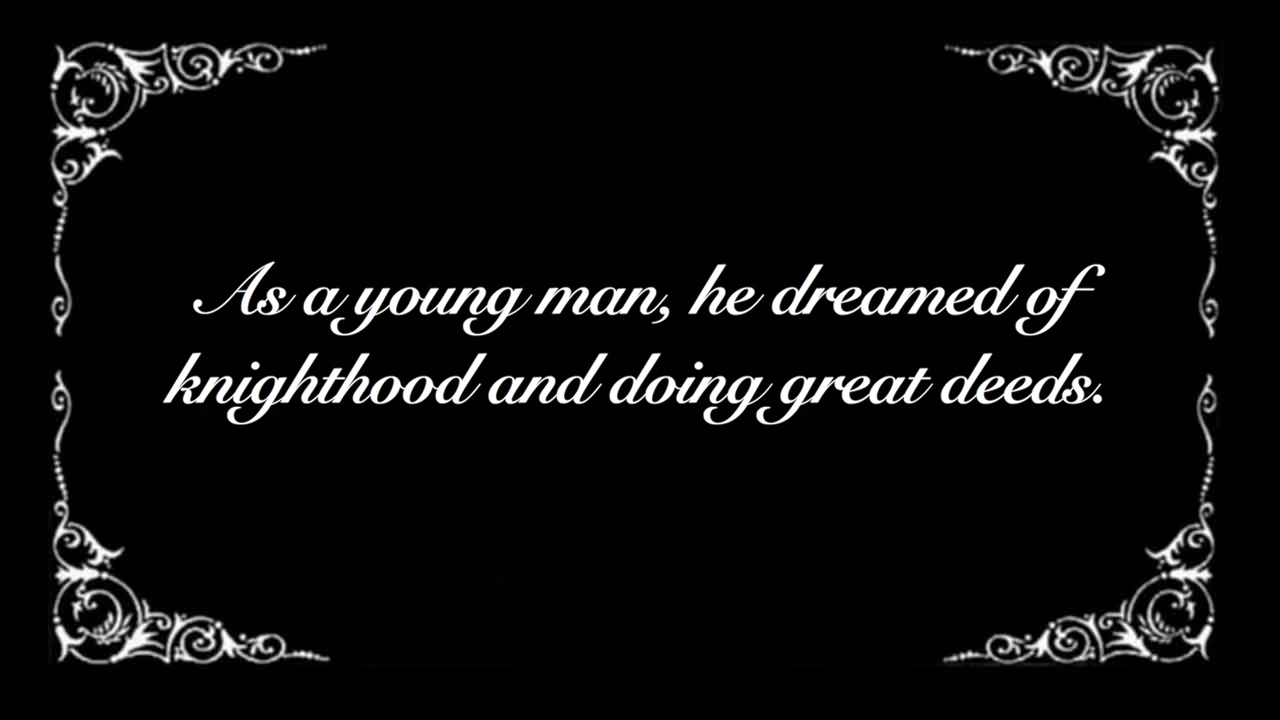 As a young man, he dreamed of
knighthood and doing great deeds.